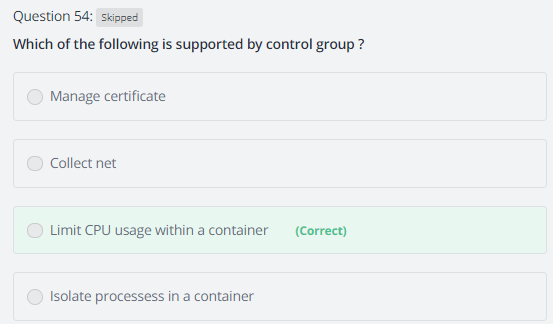 Question 54: Skipped
Which of the following is supported by control group ?
Manage certificate
Collect net
Limit CPU usage within a container (Correct)
Isolate processess in a container